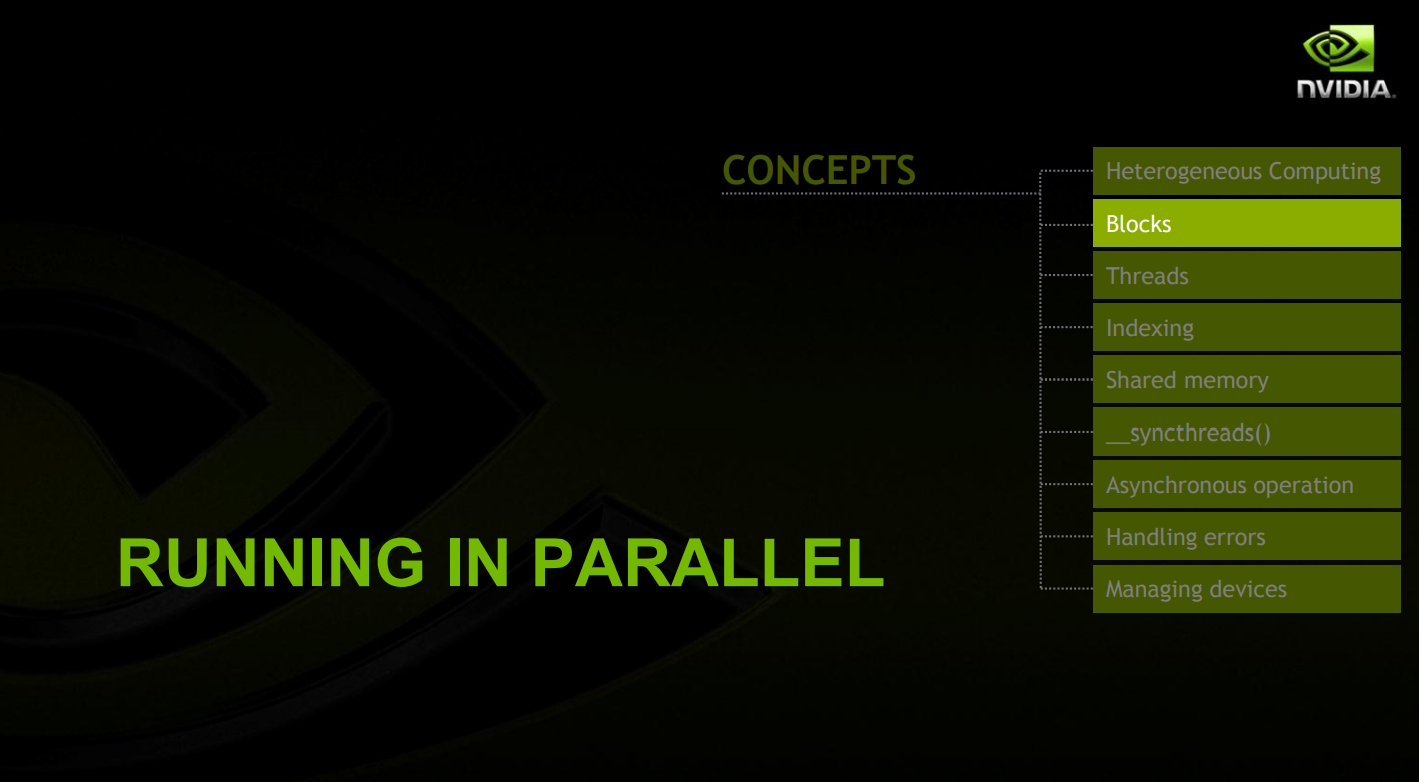 NVIDIA.
CONCEPTS
Heterogeneous Computing
Blocks
Threads
Indexing
Shared memory
__syncthreads()
Asynchronous operation
Handling errors
Managing devices
RUNNING IN PARALLEL